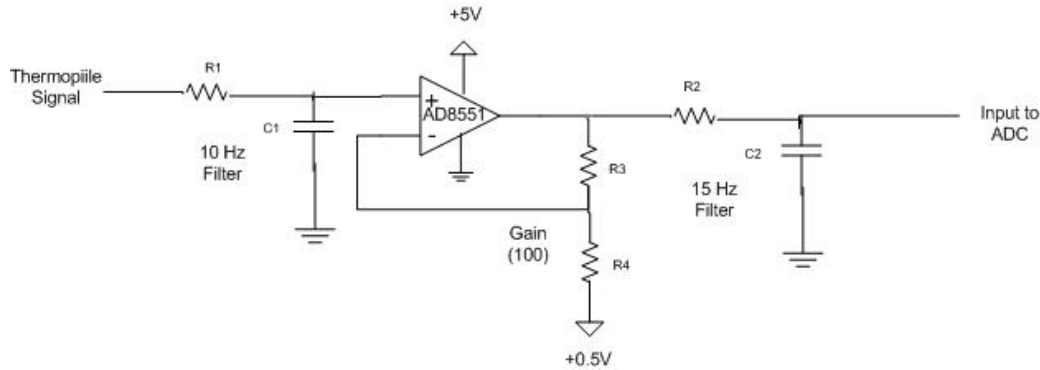 +5V
Thermopiile
Signal
R1
+
AD8551
-
C1
10 Hz
Filter
R2
Input to
ADC
C2
R3
15 Hz
Filter
Gain
(100)
R4
+0.5V